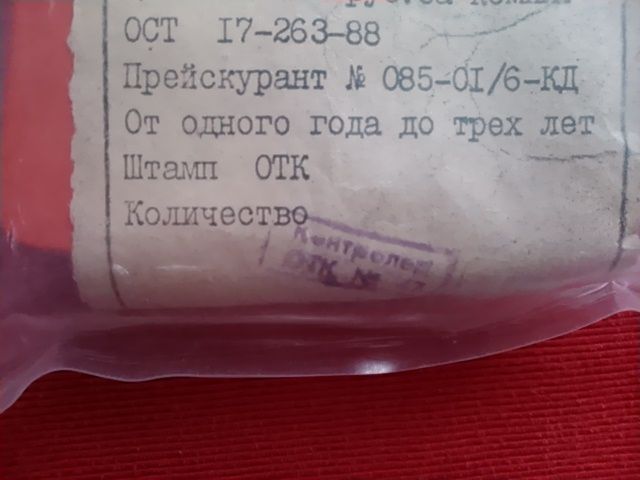 ОСТ 17-263-88
Прейскурант № 085-01/6-КД
От одного года до трех лет
Штамп ОТК
Количество
Контролер
ОТК №